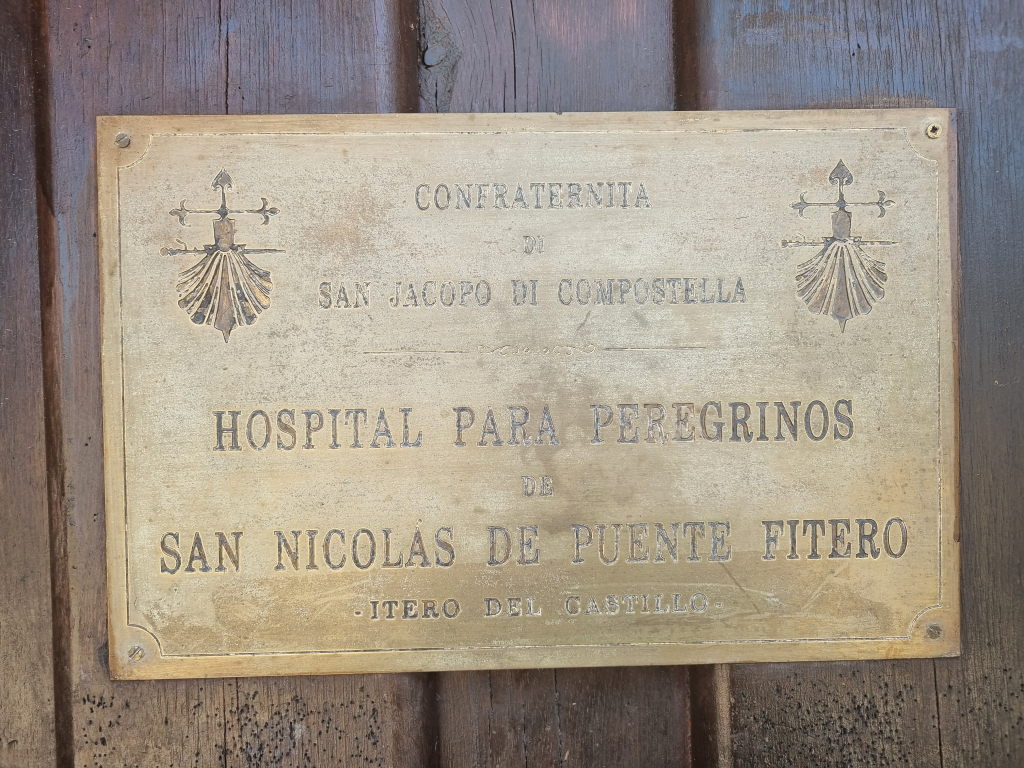 CONFRATERNITA
DI
SAN JACOPO DI COMPOSTELLA
HOSPITAL PARA PEREGRINOS
DE
SAN NICOLÁS DE PUENTE FITERO
-ITERO DEL CASTILLO-